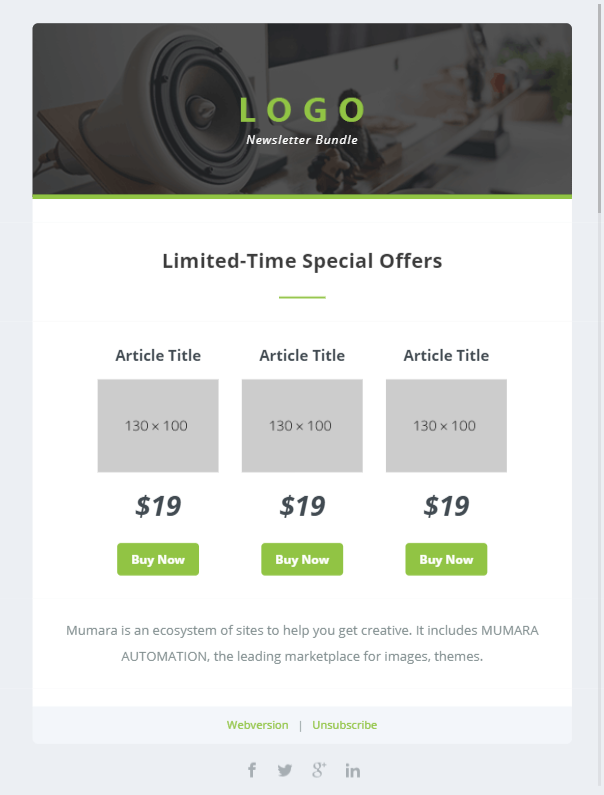 LOGO
Newsletter Bundle
Limited-Time Special Offers
Article Title Article Title Article Title
130 × 100 130 × 100 130 × 100
$19 $19 $19
Buy Now Buy Now Buy Now
Mumara is an ecosystem of sites to help you get creative. It includes MUMARA
AUTOMATION, the leading marketplace for images, themes.
Webversion | Unsubscribe